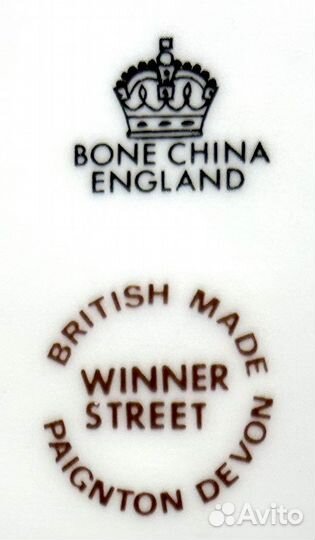 BONE CHINA
ENGLAND
BRITISH MADE
WINNER
STREET
PAIGNTON DEVON
Avito